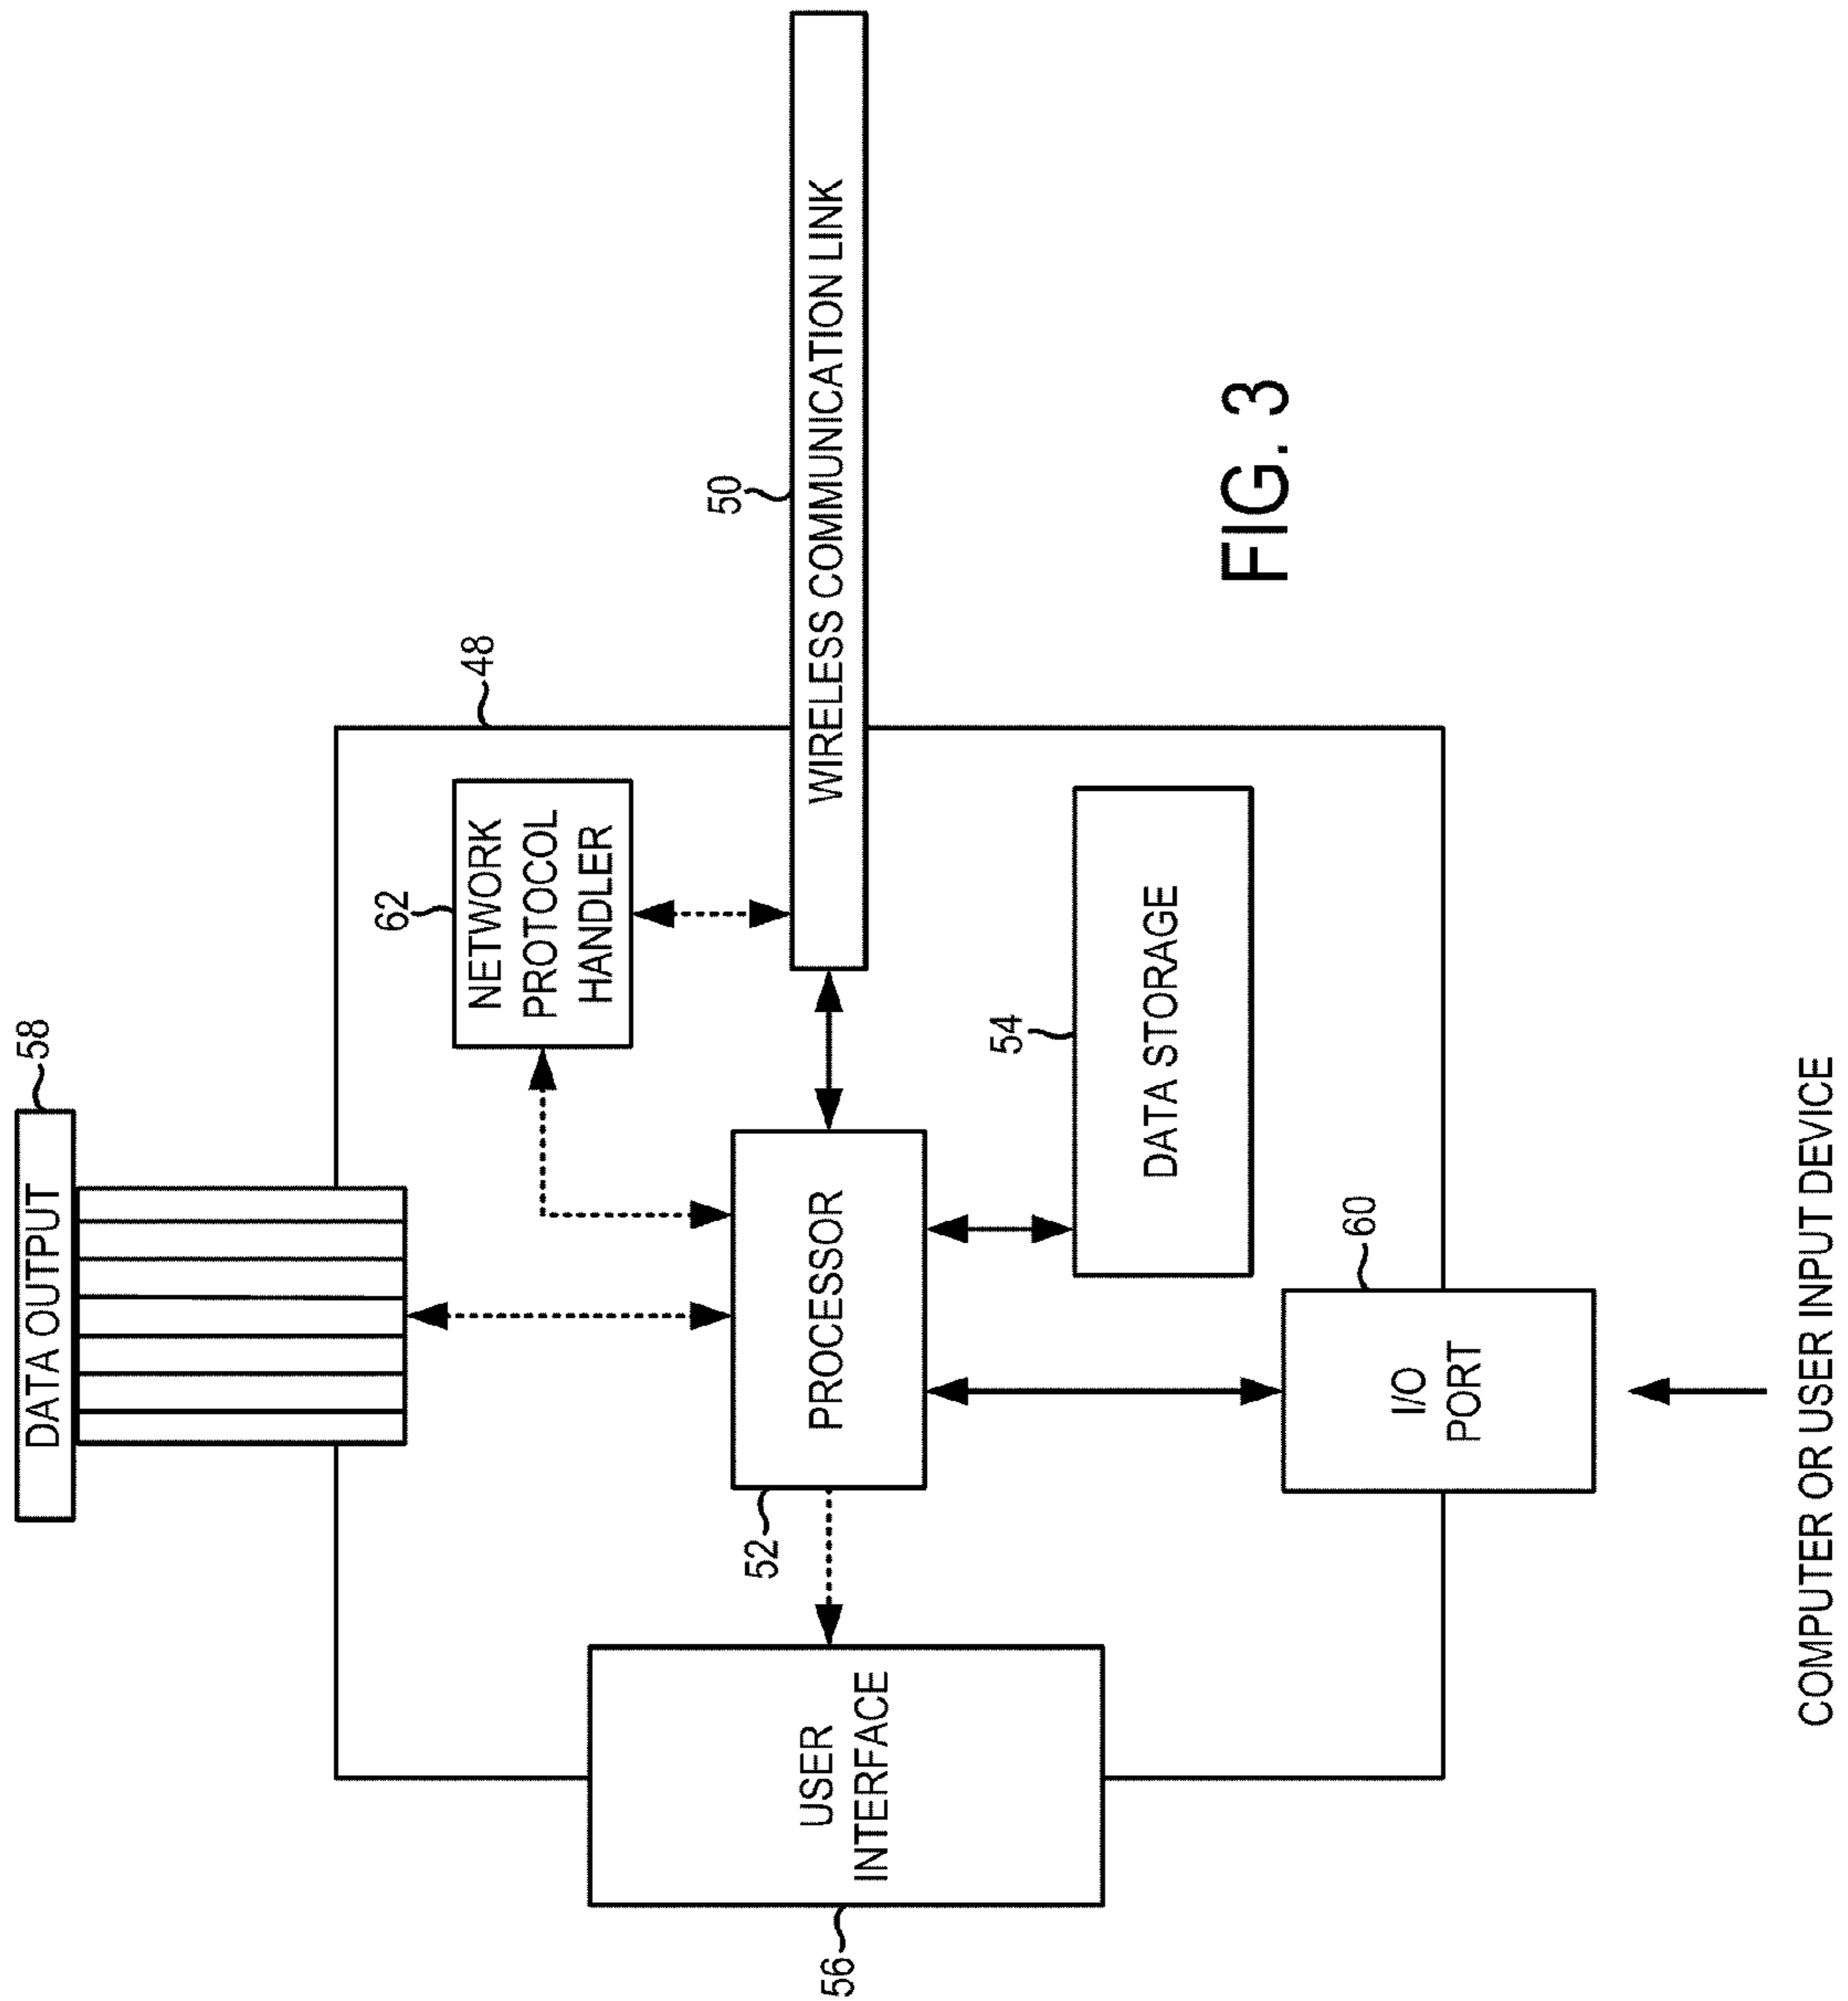 56
USER
INTERFACE
DATA OUTPUT
58
52
PROCESSOR
62
NETWORK
PROTOCOL
HANDLER
48
50
WIRELESS COMMUNICATION LINK
54
DATA STORAGE
60
I/O
PORT
COMPUTER OR USER INPUT DEVICE
FIG. 3